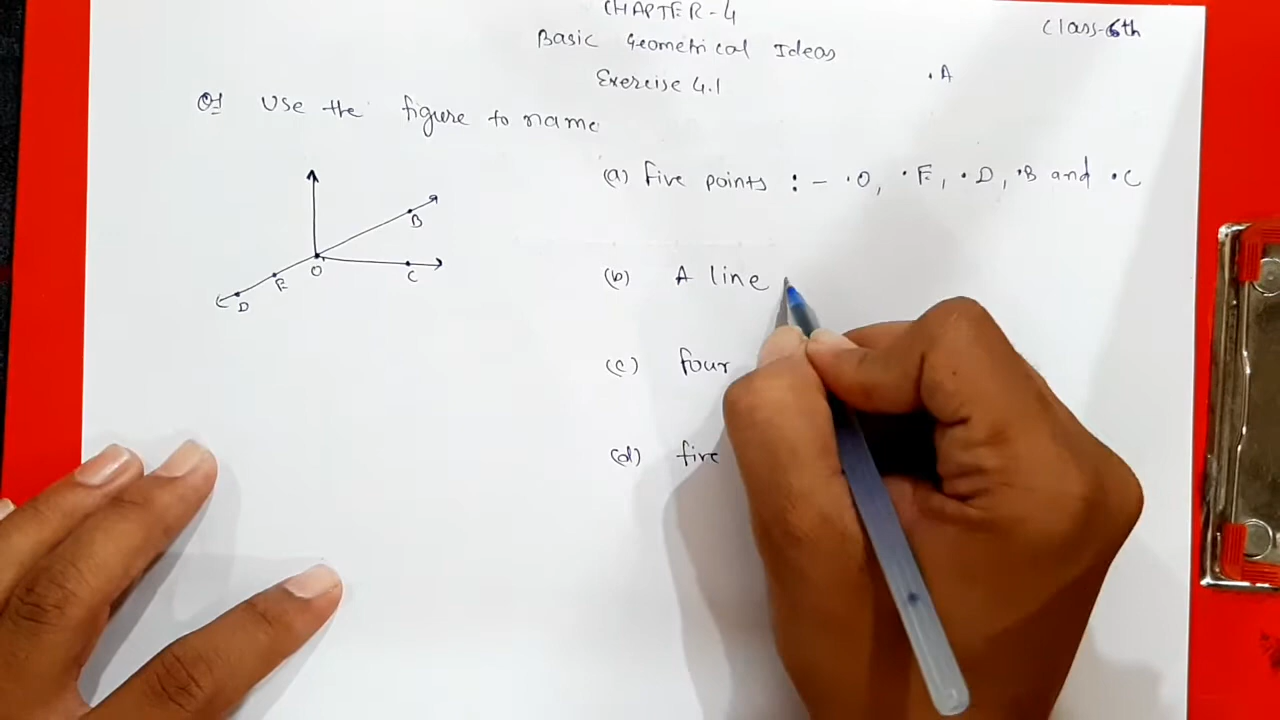 CHAPTER-4
Class-6th
Basic Geometrical Ideas
Exercise 4.1
.A
Q1 Use the figure to name
(a) five points :- .O, .E, .D, .B and .C
B
O
C
E
D
(b) A line
(c) four
(d) five